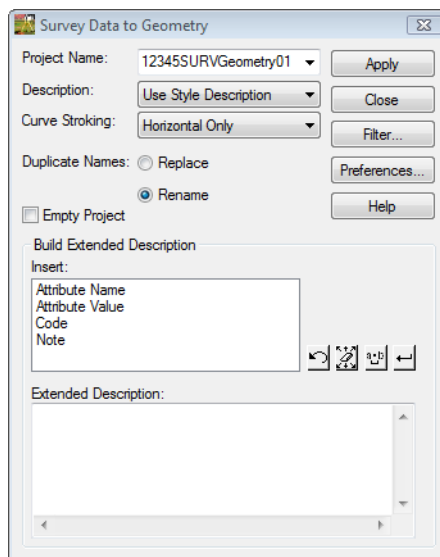 Survey Data to Geometry
Project Name: 12345SURVGeometry01
Apply
Description: Use Style Description
Close
Curve Stroking: Horizontal Only
Filter...
Duplicate Names: Replace
Preferences...
Rename
Empty Project
Help
Build Extended Description
Insert:
Attribute Name
Attribute Value
Code
Note
Extended Description: